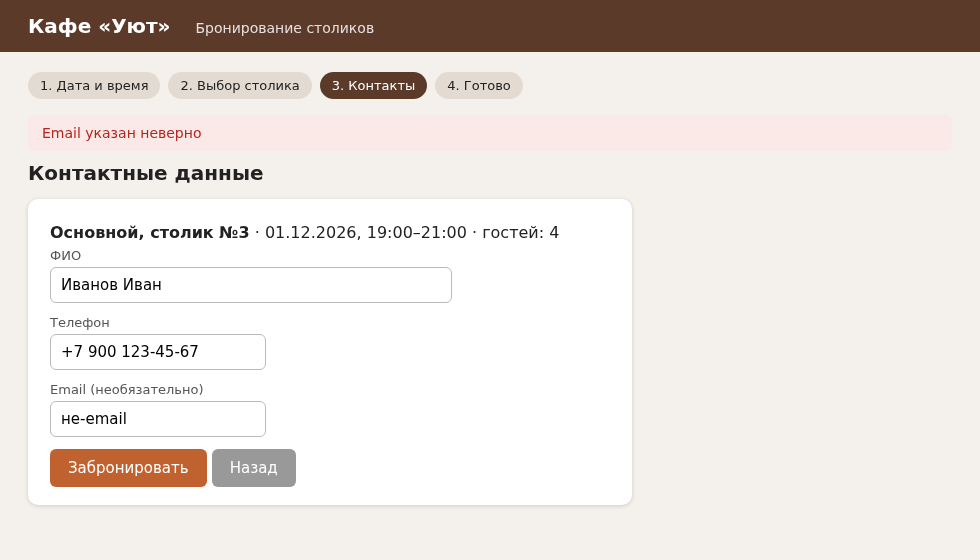 Кафе «Уют» Бронирование столиков
1. Дата и время 2. Выбор столика 3. Контакты 4. Готово
Email указан неверно
Контактные данные
Основной, столик №3 · 01.12.2026, 19:00–21:00 · гостей: 4
ФИО
Иванов Иван
Телефон
+7 900 123-45-67
Email (необязательно)
не-email
Забронировать Назад